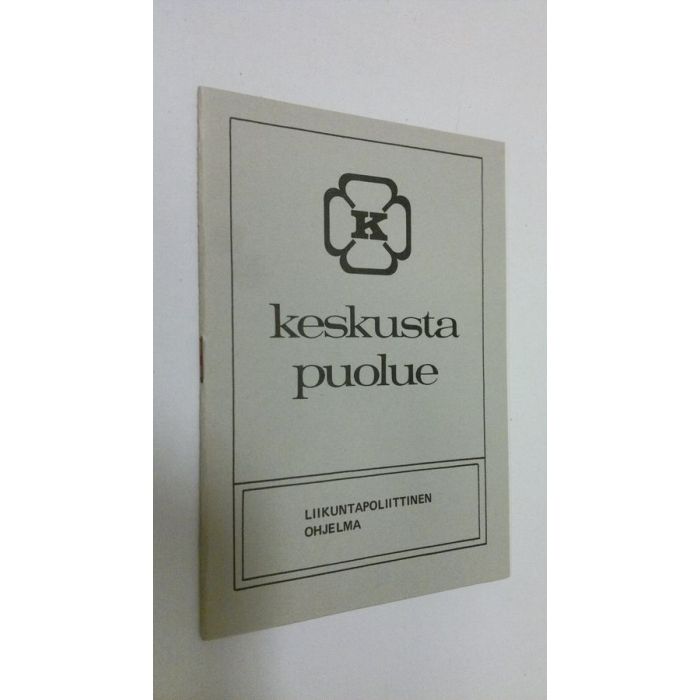 K
keskusta
puolue
LIIKUNTAPOLIITTINEN
OHJELMA